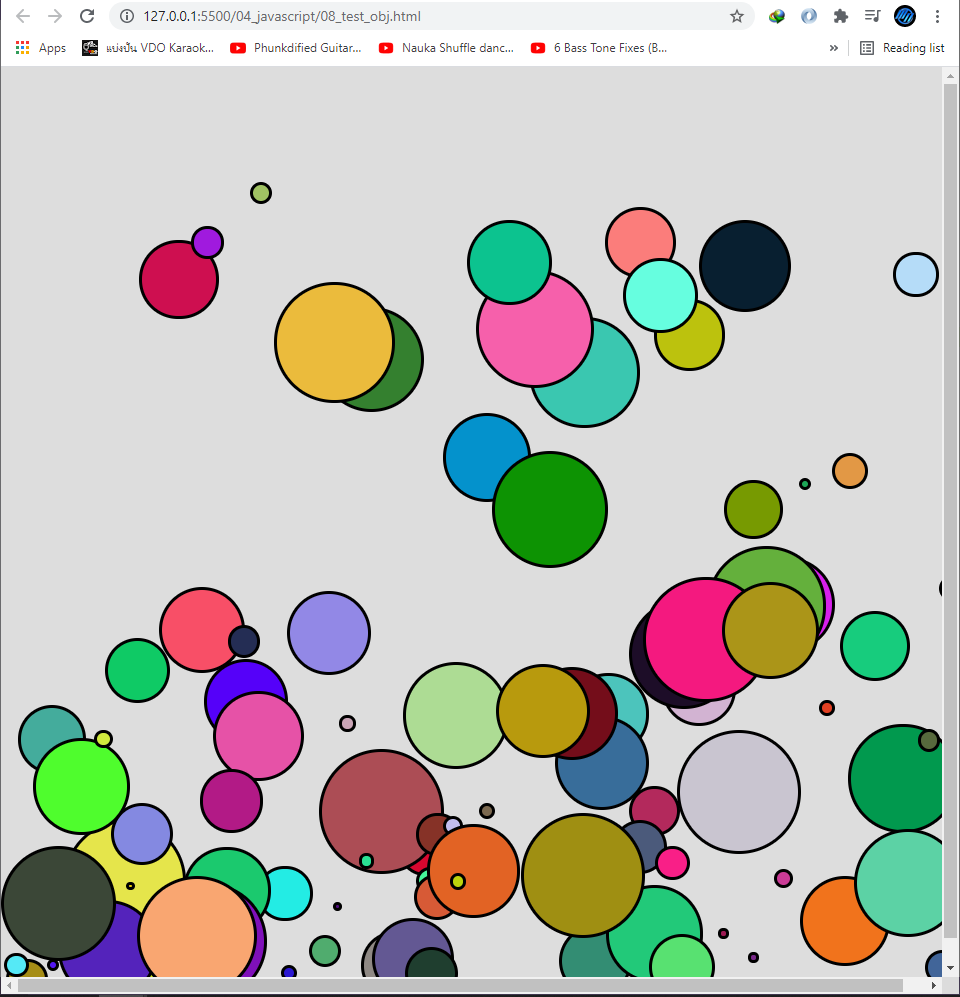 127.0.0.1:5500/04_javascript/08_test_obj.html
Apps แบ่งปัน VDO Karaok... Phunkdified Guitar... Nauka Shuffle danc... 6 Bass Tone Fixes (B... » Reading list